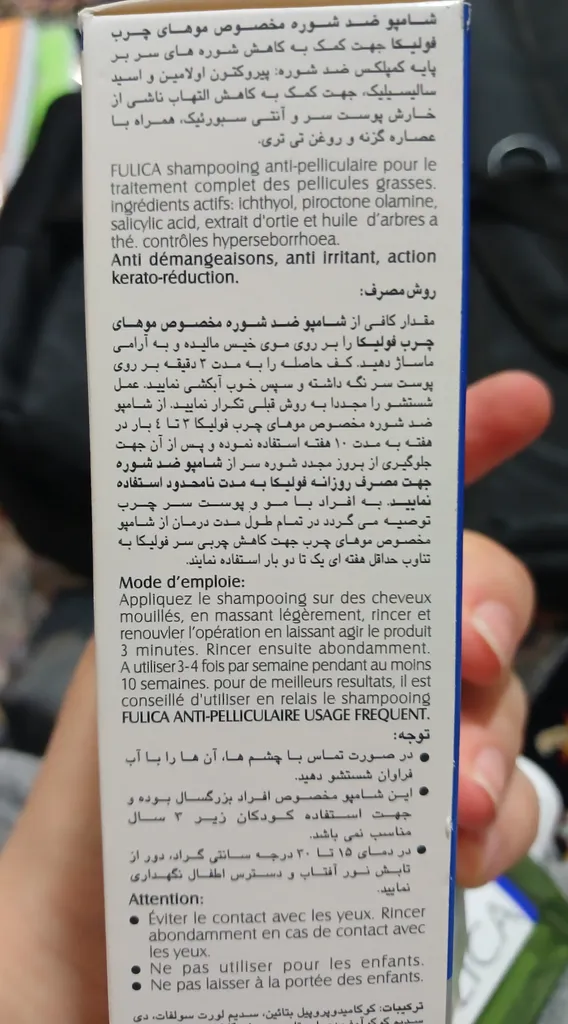 شامپو ضد شوره مخصوص موهای چرب
فولیکا جهت کمک به کاهش شوره های سر بر
پایه کمپلکس ضد شوره: پیروکتون اولامین و اسید
سالیسیلیک، جهت کمک به کاهش التهاب ناشی از
خارش پوست سر و آنتی سبورئیک، همراه با
عصاره گزنه و روغن تی تری.
FULICA shampooing anti-pelliculaire pour le
traitement complet des pellicules grasses.
ingrédients actifs: ichthyol, piroctone olamine,
salicylic acid, extrait d'ortie et huile d'arbres a
thé. contrôles hyperseborrhoea.
Anti démangeaisons, anti irritant, action
kerato-réduction.
روش مصرف:
مقدار کافی از شامپو ضد شوره مخصوص موهای
چرب فولیکا را بر روی موی خیس مالیده و به آرامی
ماساژ دهید. کف حاصله را به مدت ۳ دقیقه بر روی
پوست سر نگه داشته و سپس خوب آبکشی نمایید. عمل
شستشو را مجددا به روش قبلی تکرار نمایید. از شامپو
ضد شوره مخصوص موهای چرب فولیکا ۳ تا ٤ بار در
هفته به مدت ۱۰ هفته استفاده نموده و پس از آن جهت
جلوگیری از بروز مجدد شوره سر از شامپو ضد شوره
جهت مصرف روزانه فولیکا به مدت نامحدود استفاده
نمایید. به افراد با مو و پوست سر چرب
توصیه می گردد در تمام طول مدت درمان از شامپو
مخصوص موهای چرب جهت کاهش چربی سر فولیکا به
تناوب حداقل هفته ای یک تا دو بار استفاده نمایند.
Mode d'emploie:
Appliquez le shampooing sur des cheveux
mouillés, en massant légèrement, rincer et
renouvler l'opération en laissant agir le produit
3 minutes. Rincer ensuite abondamment.
A utiliser 3-4 fois par semaine pendant au moins
10 semaines. pour de meilleurs resultats, il est
conseillé d'utiliser en relais le shampooing
FULICA ANTI-PELLICULAIRE USAGE FREQUENT.
توجه:
● در صورت تماس با چشم ها، آن ها را با آب
فراوان شستشو دهید.
● این شامپو مخصوص افراد بزرگسال بوده و
جهت استفاده کودکان زیر ۳ سال
مناسب نمی باشد.
● در دمای ۱۵ تا ۳۰ درجه سانتی گراد، دور از
تابش نور آفتاب و دسترس اطفال نگهداری
نمایید.
Attention:
● Éviter le contact avec les yeux. Rincer
abondamment en cas de contact avec
les yeux.
● Ne pas utiliser pour les enfants.
● Ne pas laisser à la portée des enfants.
ترکیبات: کوکامیدوپروپیل بتائین، سدیم لورت سولفات، دی